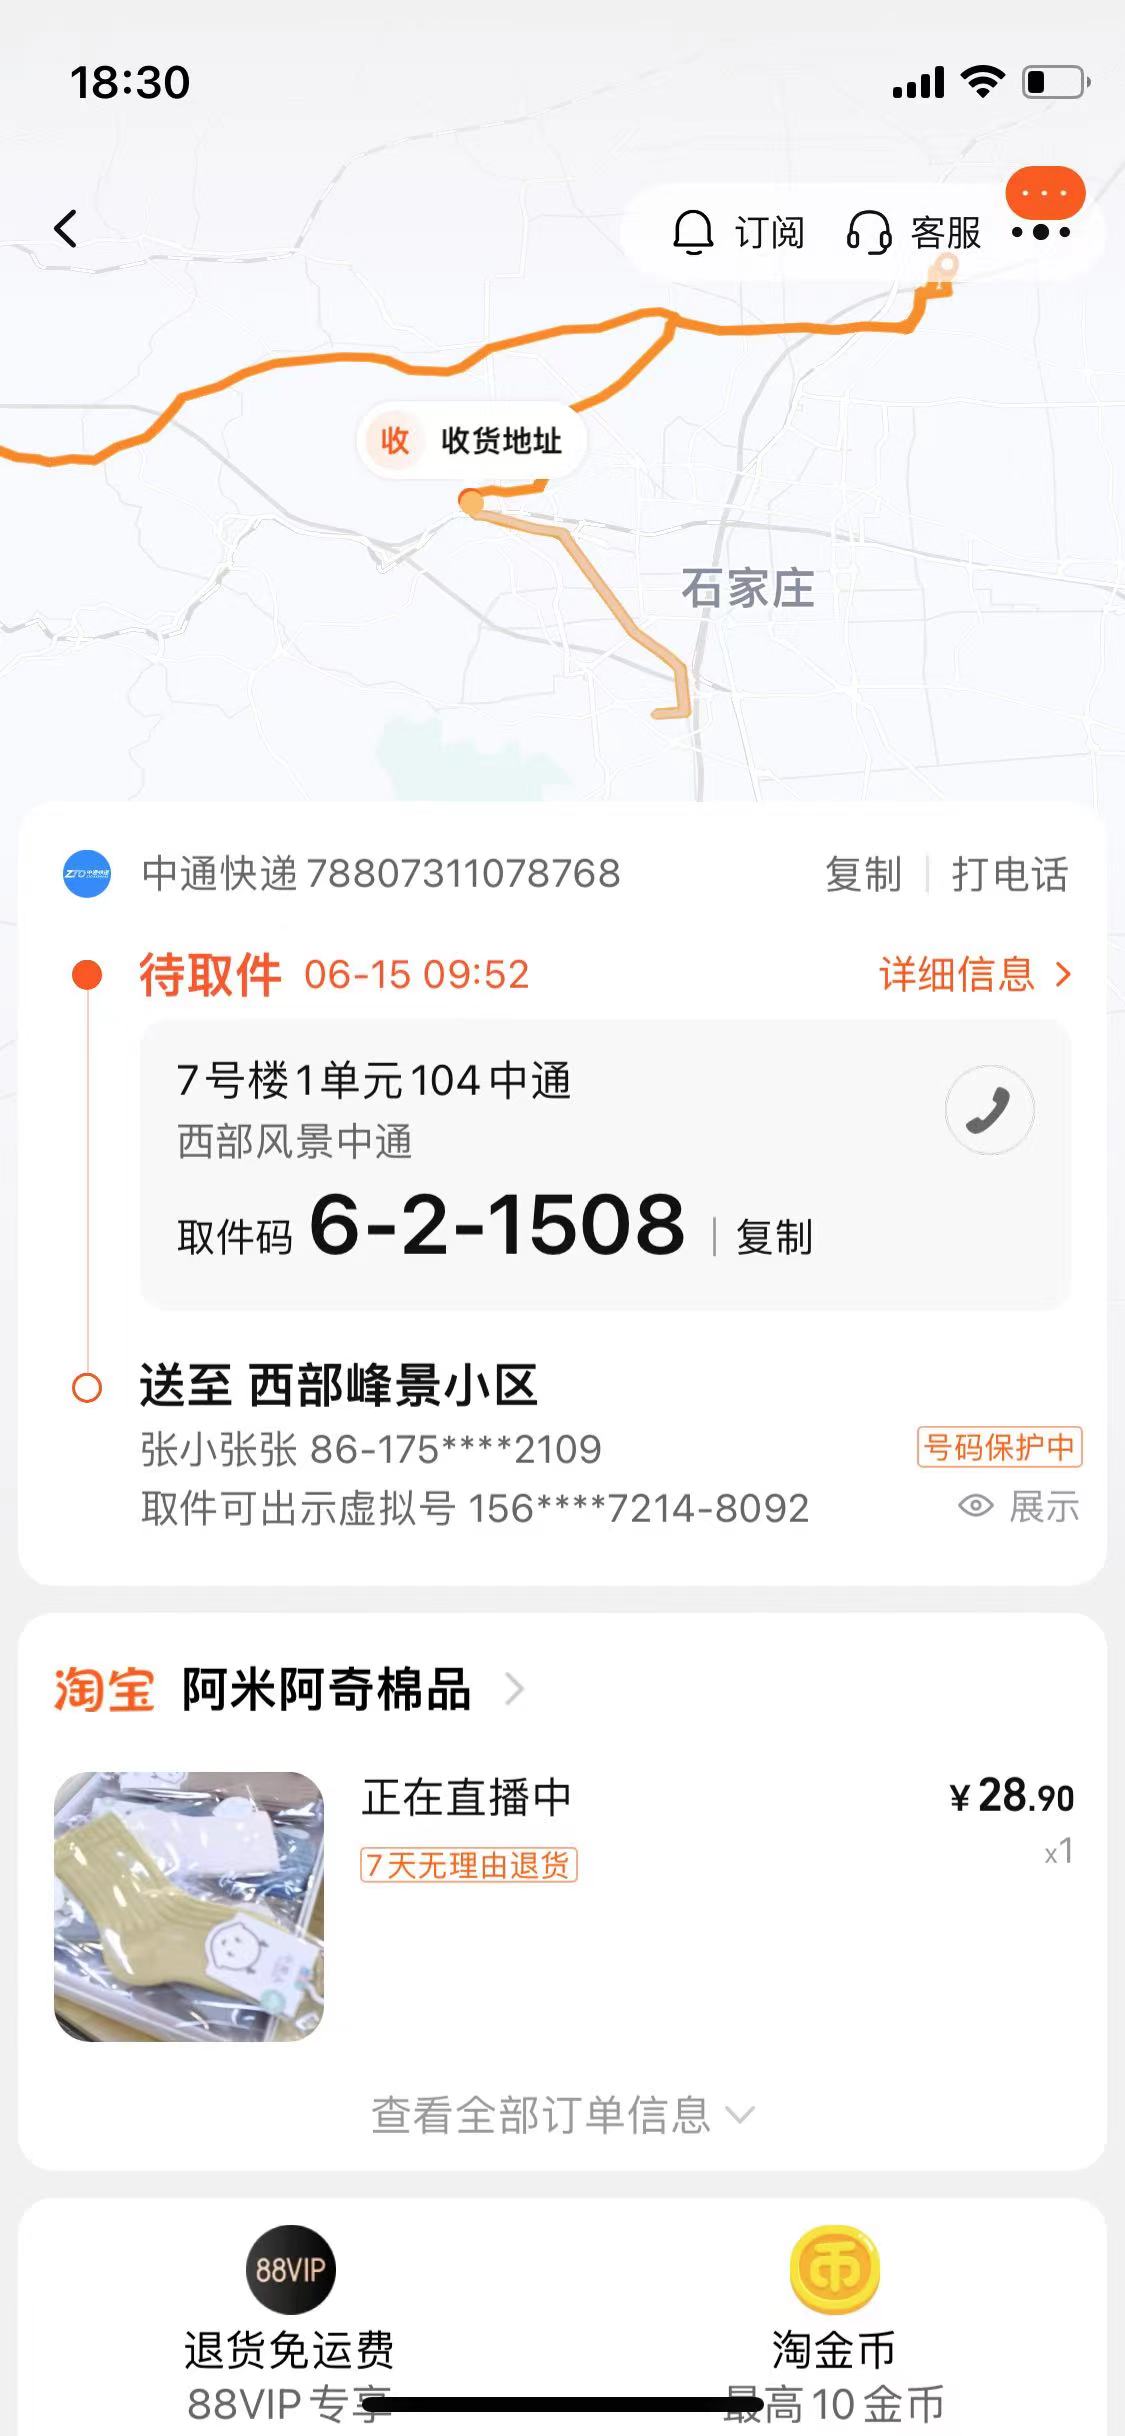 18:30
订阅 客服
收 收货地址
石家庄
中通快递 78807311078768 复制 | 打电话
待取件 06-15 09:52 详细信息 >
7号楼1单元104中通
西部风景中通
取件码 6-2-1508 | 复制
送至 西部峰景小区
张小张张 86-175****2109 号码保护中
取件可出示虚拟号 156****7214-8092 展示
淘宝 阿米阿奇棉品 >
正在直播中 ¥28.90
7天无理由退货 x1
查看全部订单信息
88VIP 币
退货免运费 淘金币
88VIP专享 最高10金币